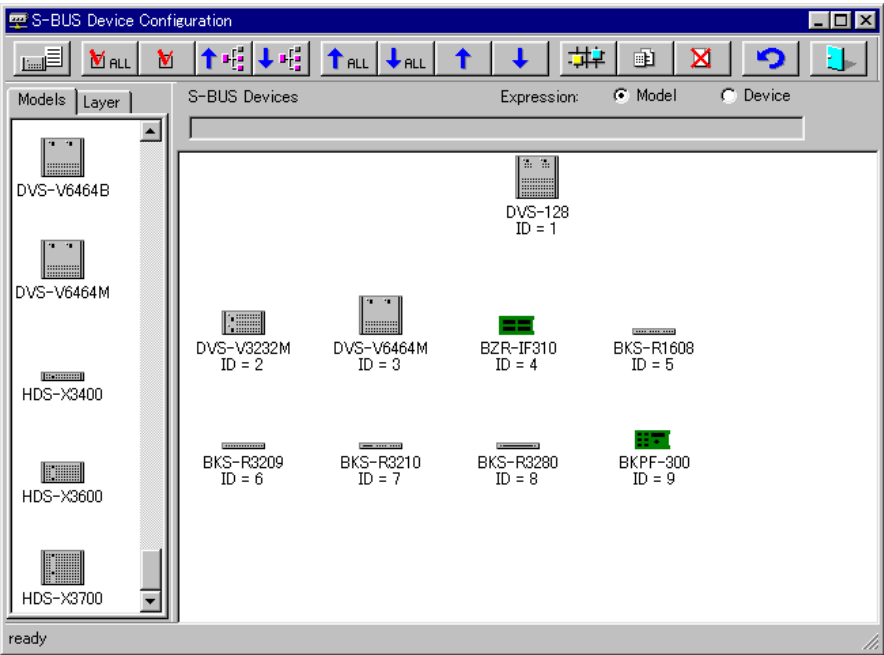 S-BUS Device Configuration
ALL ALL ALL
Models Layer
S-BUS Devices Expression: Model Device
DVS-V6464B
DVS-V6464M
HDS-X3400
HDS-X3600
HDS-X3700
DVS-128
ID = 1
DVS-V3232M DVS-V6464M BZR-IF310 BKS-R1608
ID = 2 ID = 3 ID = 4 ID = 5
BKS-R3209 BKS-R3210 BKS-R3280 BKPF-300
ID = 6 ID = 7 ID = 8 ID = 9
ready